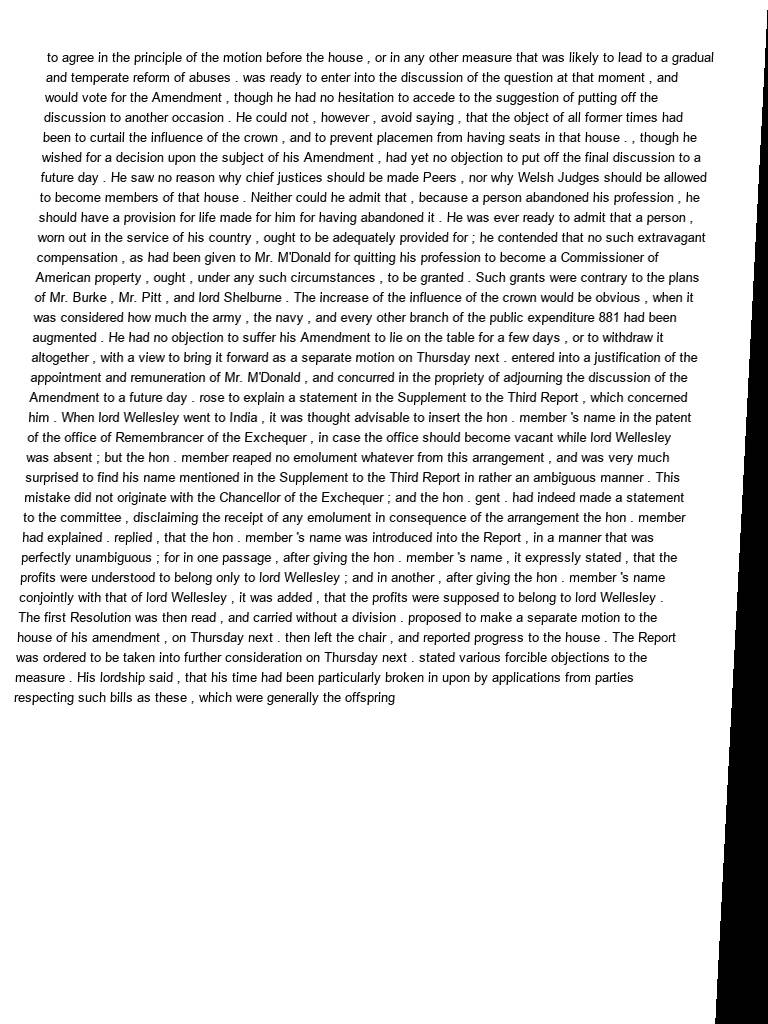 to agree in the principle of the motion before the house , or in any other measure that was likely to lead to a gradual
and temperate reform of abuses . was ready to enter into the discussion of the question at that moment , and
would vote for the Amendment , though he had no hesitation to accede to the suggestion of putting off the
discussion to another occasion . He could not , however , avoid saying , that the object of all former times had
been to curtail the influence of the crown , and to prevent placemen from having seats in that house . , though he
wished for a decision upon the subject of his Amendment , had yet no objection to put off the final discussion to a
future day . He saw no reason why chief justices should be made Peers , nor why Welsh Judges should be allowed
to become members of that house . Neither could he admit that , because a person abandoned his profession , he
should have a provision for life made for him for having abandoned it . He was ever ready to admit that a person ,
worn out in the service of his country , ought to be adequately provided for ; he contended that no such extravagant
compensation , as had been given to Mr. M'Donald for quitting his profession to become a Commissioner of
American property , ought , under any such circumstances , to be granted . Such grants were contrary to the plans
of Mr. Burke , Mr. Pitt , and lord Shelburne . The increase of the influence of the crown would be obvious , when it
was considered how much the army , the navy , and every other branch of the public expenditure 881 had been
augmented . He had no objection to suffer his Amendment to lie on the table for a few days , or to withdraw it
altogether , with a view to bring it forward as a separate motion on Thursday next . entered into a justification of the
appointment and remuneration of Mr. M'Donald , and concurred in the propriety of adjourning the discussion of the
Amendment to a future day . rose to explain a statement in the Supplement to the Third Report , which concerned
him . When lord Wellesley went to India , it was thought advisable to insert the hon . member 's name in the patent
of the office of Remembrancer of the Exchequer , in case the office should become vacant while lord Wellesley
was absent ; but the hon . member reaped no emolument whatever from this arrangement , and was very much
surprised to find his name mentioned in the Supplement to the Third Report in rather an ambiguous manner . This
mistake did not originate with the Chancellor of the Exchequer ; and the hon . gent . had indeed made a statement
to the committee , disclaiming the receipt of any emolument in consequence of the arrangement the hon . member
had explained . replied , that the hon . member 's name was introduced into the Report , in a manner that was
perfectly unambiguous ; for in one passage , after giving the hon . member 's name , it expressly stated , that the
profits were understood to belong only to lord Wellesley ; and in another , after giving the hon . member 's name
conjointly with that of lord Wellesley , it was added , that the profits were supposed to belong to lord Wellesley .
The first Resolution was then read , and carried without a division . proposed to make a separate motion to the
house of his amendment , on Thursday next . then left the chair , and reported progress to the house . The Report
was ordered to be taken into further consideration on Thursday next . stated various forcible objections to the
measure . His lordship said , that his time had been particularly broken in upon by applications from parties
respecting such bills as these , which were generally the offspring